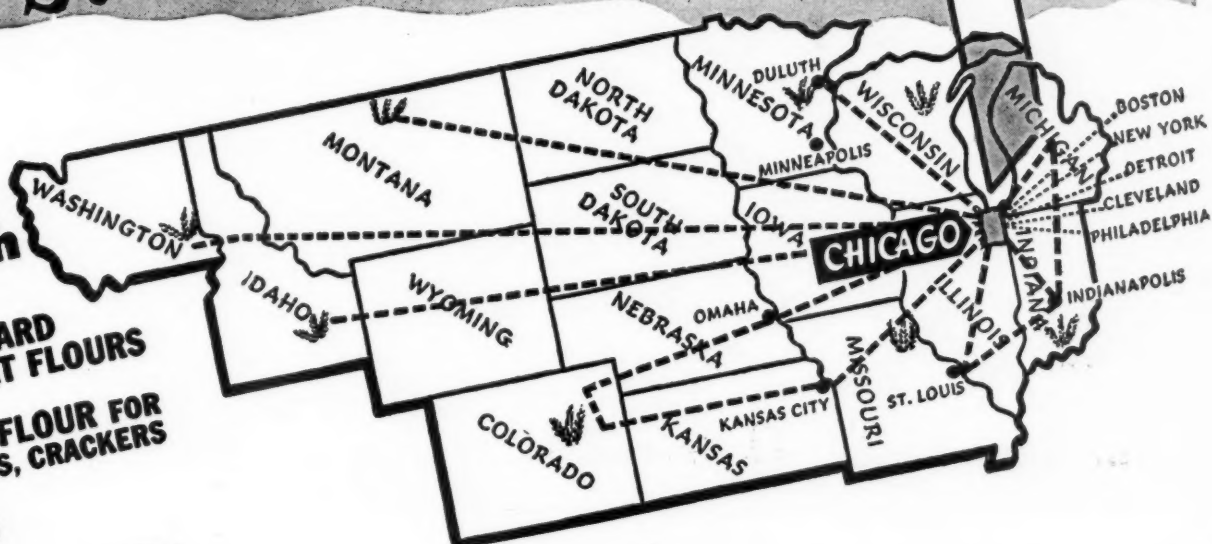 WASHINGTON
MONTANA
NORTH
DAKOTA
MINNESOTA
DULUTH
MINNEAPOLIS
WISCONSIN
MICHIGAN
BOSTON
NEW YORK
DETROIT
CLEVELAND
PHILADELPHIA
IDAHO
WYOMING
SOUTH
DAKOTA
IOWA
CHICAGO
ILLINOIS
INDIANA
INDIANAPOLIS
NEBRASKA
OMAHA
COLORADO
KANSAS
KANSAS CITY
MISSOURI
ST. LOUIS
ARD
T FLOURS
FLOUR FOR
S, CRACKERS